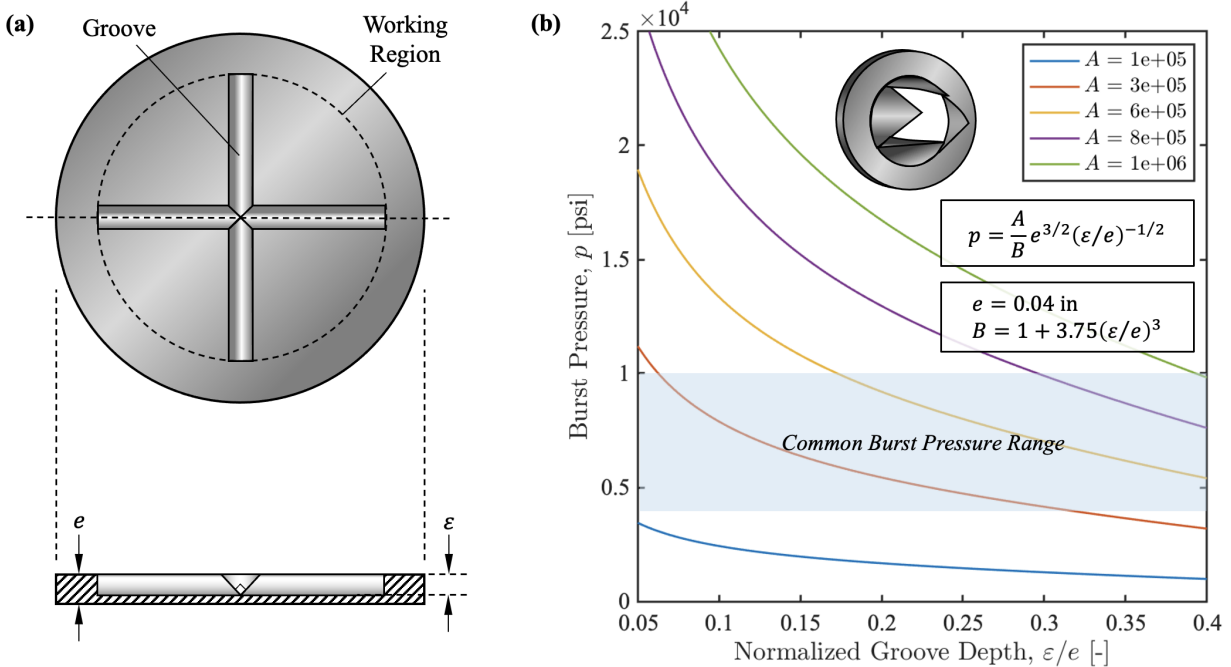 (a)
Groove
Working
Region
e
ε
(b)
×10⁴
2.5
2
1.5
1
0.5
0
Burst Pressure, p [psi]
A = 1e+05
A = 3e+05
A = 6e+05
A = 8e+05
A = 1e+06
p = A/B e^{3/2}(ε/e)^{-1/2}
e = 0.04 in
B = 1 + 3.75(ε/e)³
Common Burst Pressure Range
0.05 0.1 0.15 0.2 0.25 0.3 0.35 0.4
Normalized Groove Depth, ε/e [-]